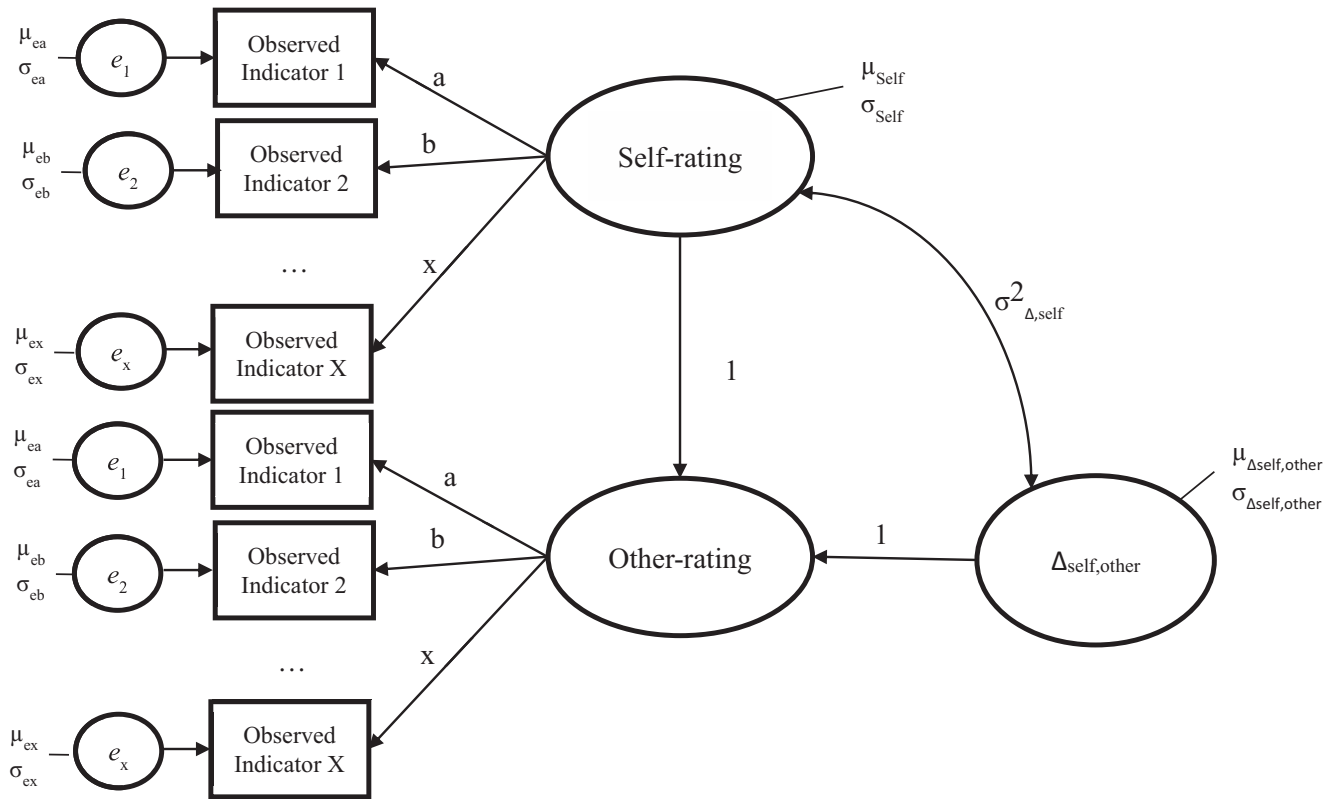 μea
σea
e1
Observed
Indicator 1
a
μSelf
σSelf
μeb
σeb
e2
Observed
Indicator 2
b
Self-rating
…
x
σ2Δ,self
μex
σex
ex
Observed
Indicator X
1
μea
σea
e1
Observed
Indicator 1
a
μΔself,other
σΔself,other
μeb
σeb
e2
Observed
Indicator 2
b
Other-rating
1
Δself,other
…
x
μex
σex
ex
Observed
Indicator X